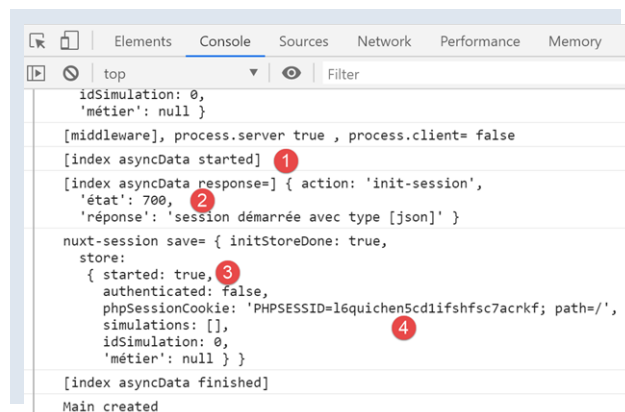 Elements Console Sources Network Performance Memory
top Filter
idSimulation: 0,
'métier': null }
[middleware], process.server true , process.client= false
[index asyncData started] 1
[index asyncData response=] { action: 'init-session',
'état': 700, 2
'réponse': 'session démarrée avec type [json]' }
nuxt-session save= { initStoreDone: true,
store:
{ started: true, 3
authenticated: false,
phpSessionCookie: 'PHPSESSID=l6quichen5cd1ifshfsc7acrkf; path=/',
simulations: [], 4
idSimulation: 0,
'métier': null } }
[index asyncData finished]
Main created